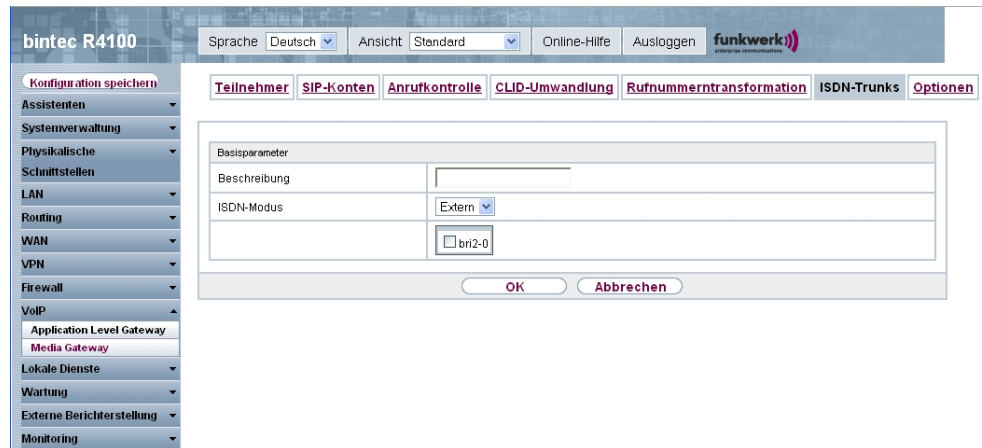 bintec R4100
Sprache Deutsch Ansicht Standard Online-Hilfe Ausloggen funkwerk
enterprise communications
Konfiguration speichern
Assistenten
Systemverwaltung
Physikalische
Schnittstellen
LAN
Routing
WAN
VPN
Firewall
VoIP
Application Level Gateway
Media Gateway
Lokale Dienste
Wartung
Externe Berichterstellung
Monitoring
Teilnehmer SIP-Konten Anrufkontrolle CLID-Umwandlung Rufnummerntransformation ISDN-Trunks Optionen
Basisparameter
Beschreibung
ISDN-Modus Extern
bri2-0
OK Abbrechen